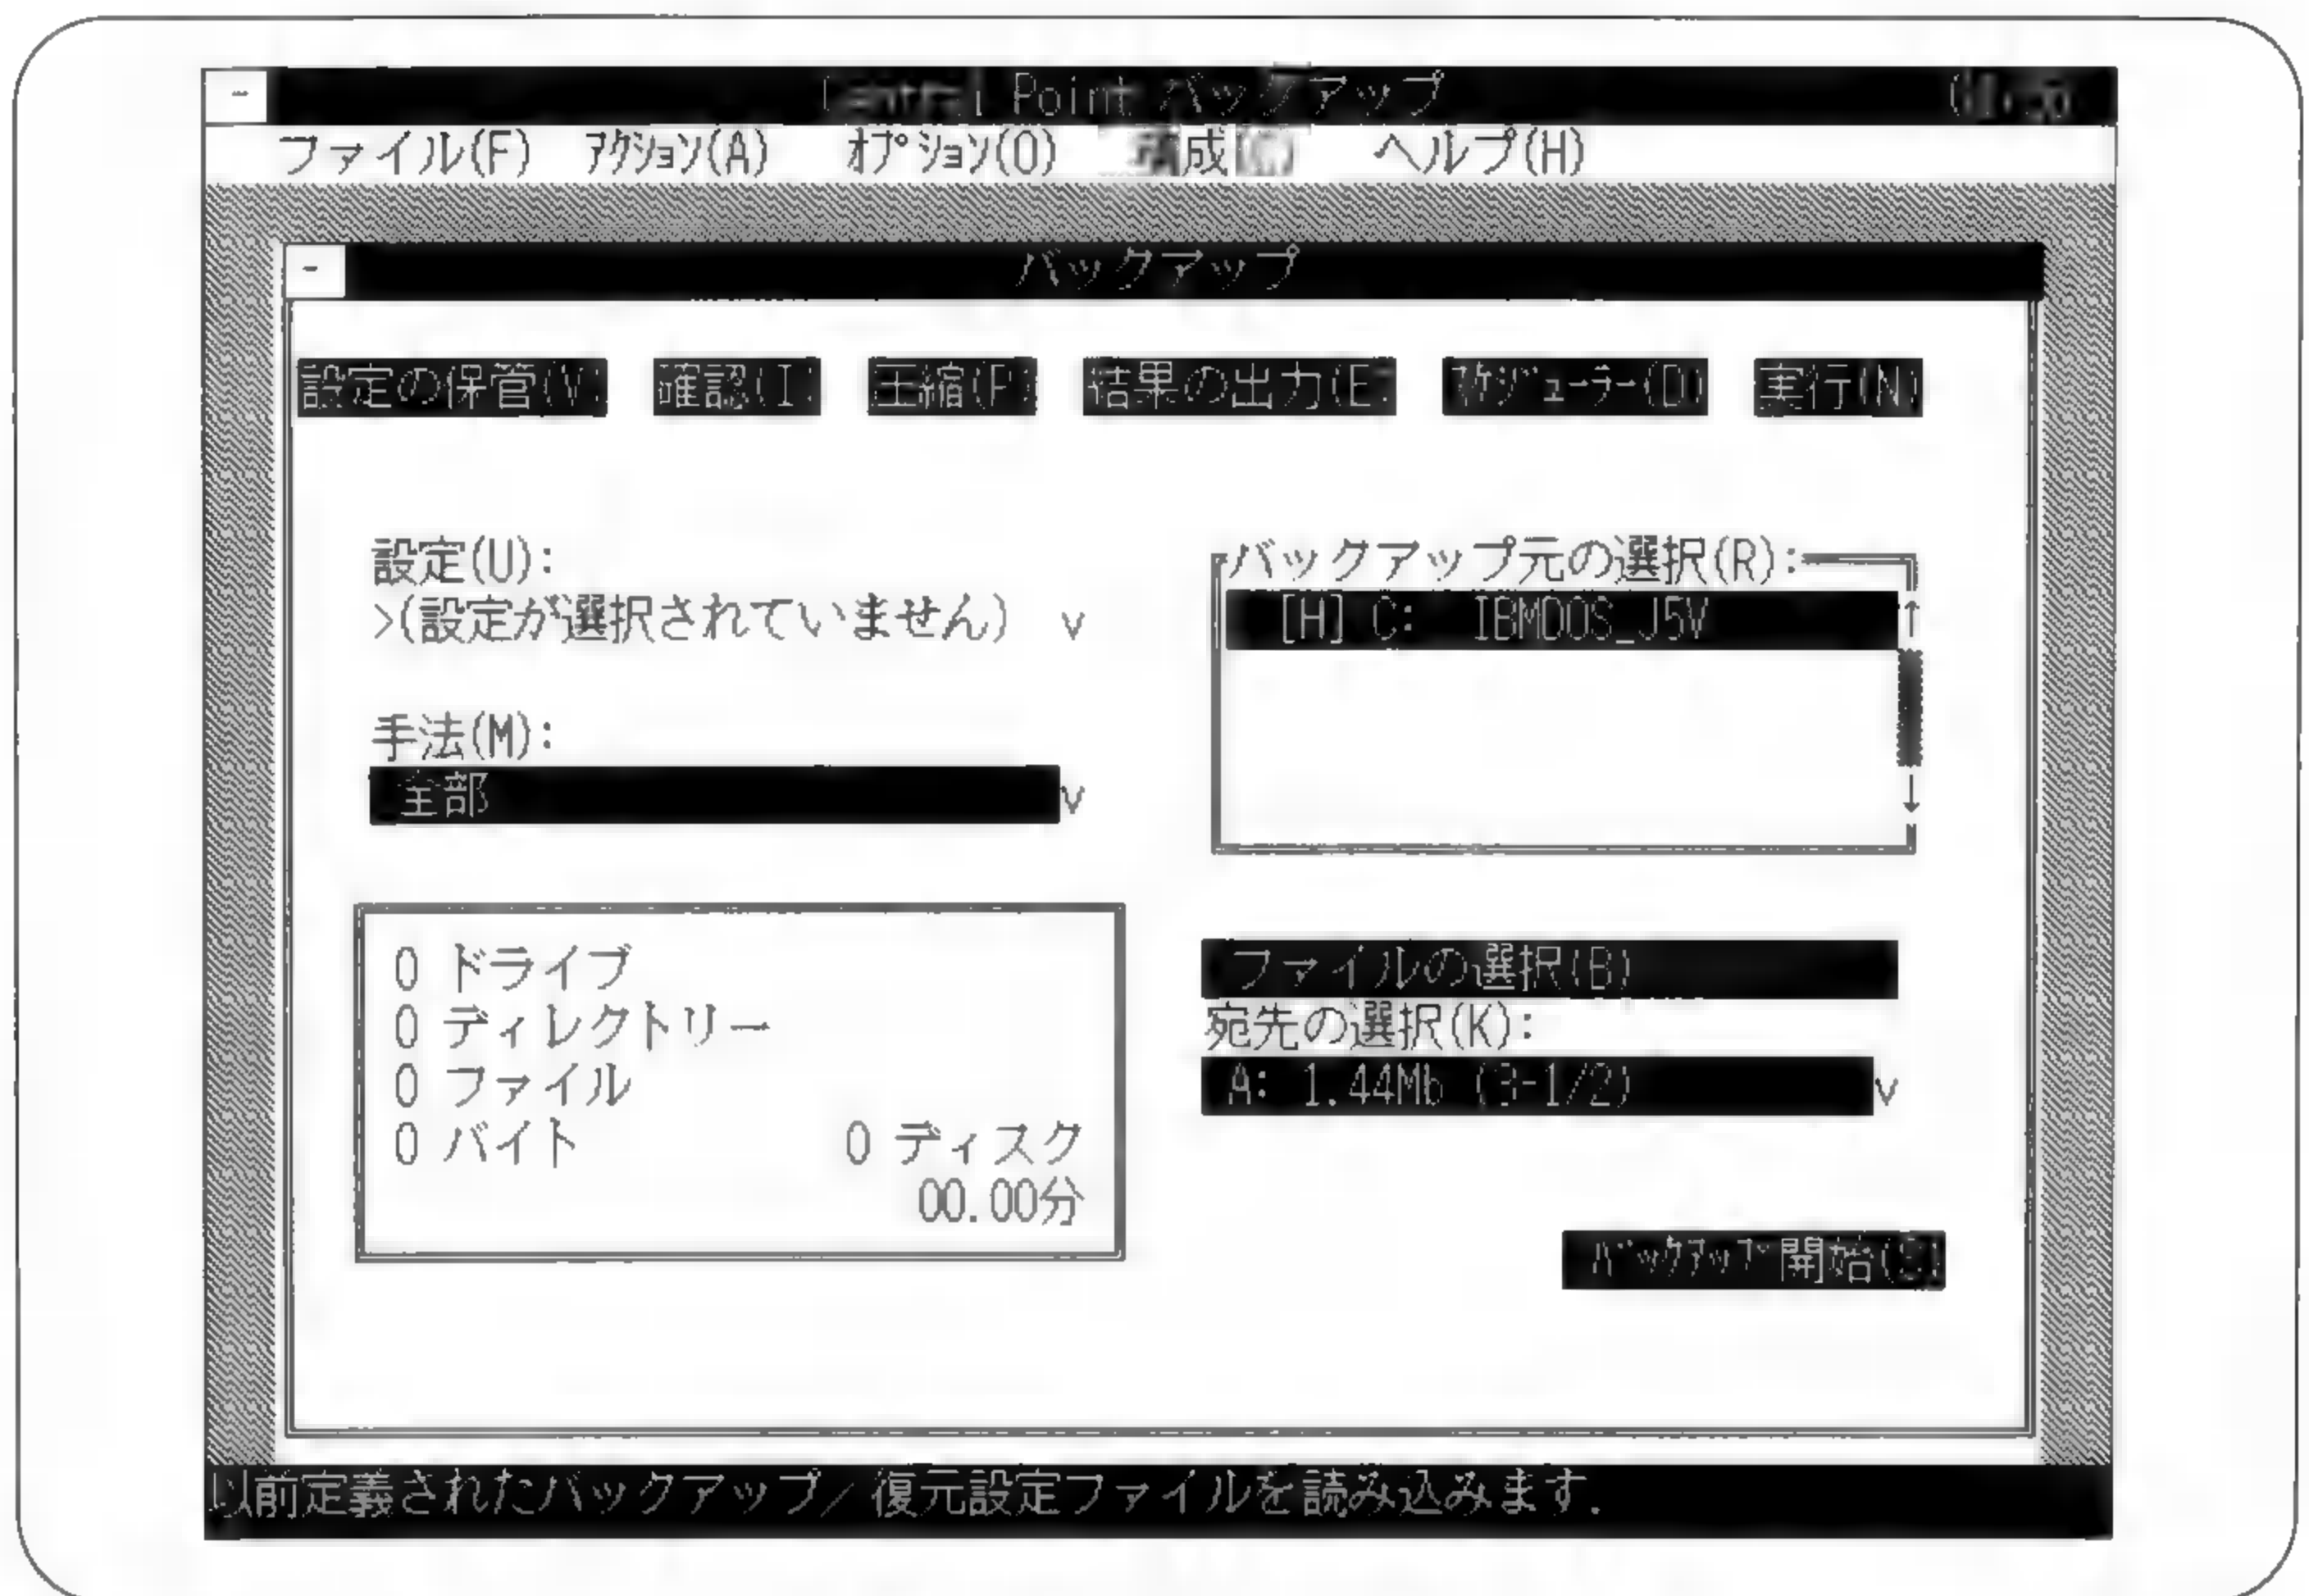 Central Point バックアップ
ファイル(F) アクション(A) オプション(O) 構成(C) ヘルプ(H)
バックアップ
設定の保管(V) 確認(I) 圧縮(P) 結果の出力(E) スケジューラー(D) 実行(N)
設定(U):
>(設定が選択されていません) v
手法(M):
全部 v
バックアップ元の選択(R):
[H] C: IBMDOS_J5V ↑
↓
0 ドライブ
0 ディレクトリー
0 ファイル
0 バイト 0 ディスク
00.00分
ファイルの選択(B)
宛先の選択(K):
A: 1.44Mb (3-1/2) v
バックアップ開始(S)
以前定義されたバックアップ/復元設定ファイルを読み込みます.